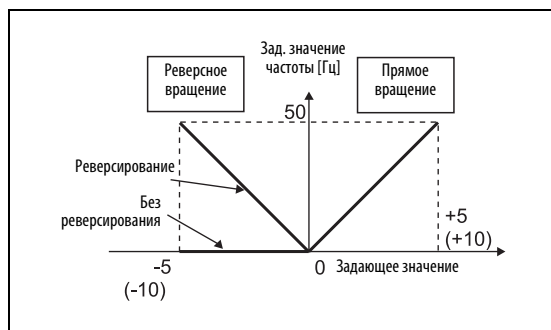 Реверсное
вращение
Зад. значение
частоты [Гц]
Прямое
вращение
50
Реверсирование
Без
реверсирования
+5
(+10)
-5
(-10)
0
Задающее значение